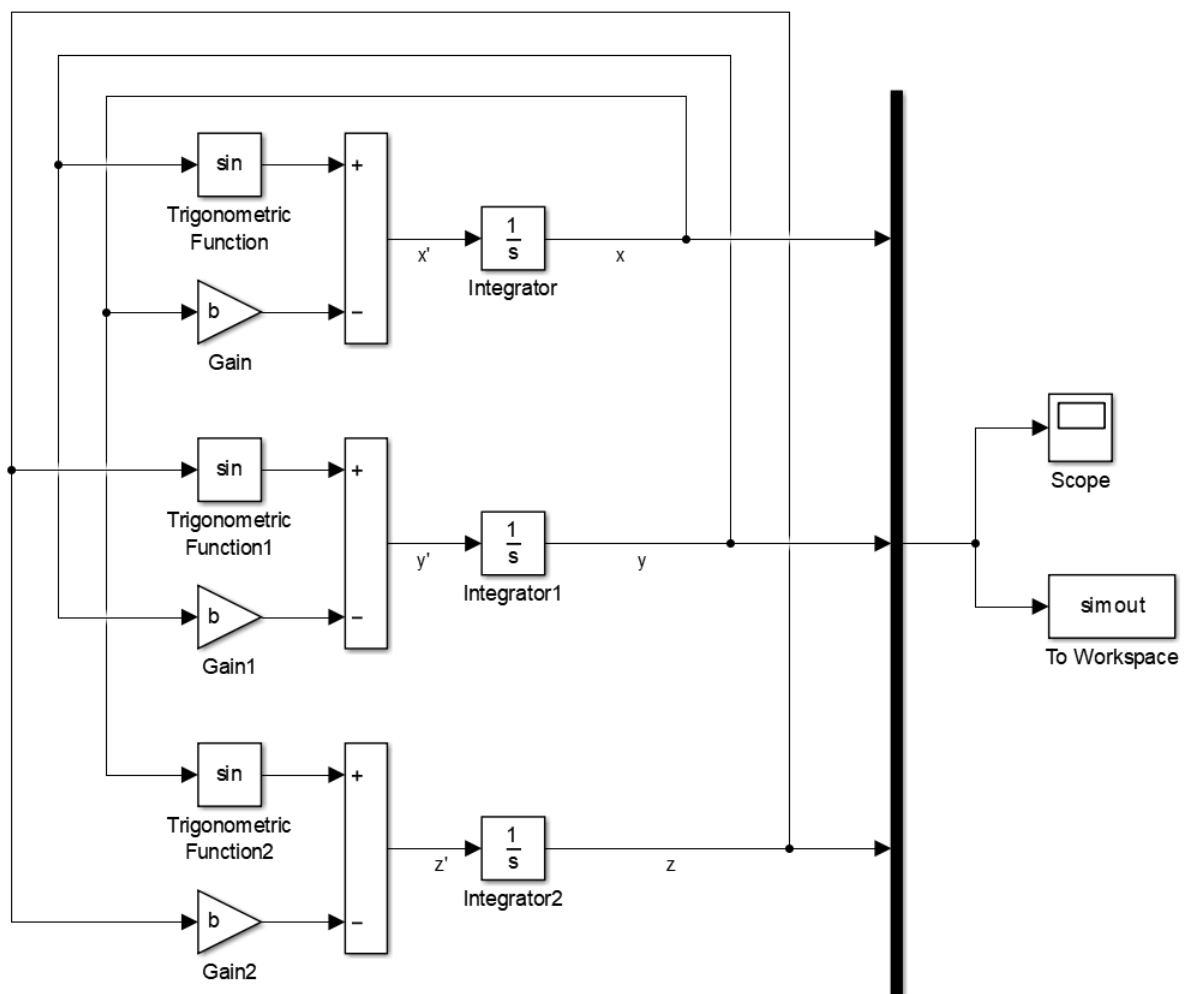 sin
+
Trigonometric
Function
x'
1
s
x
Integrator
b
−
Gain
sin
+
Trigonometric
Function1
y'
1
s
y
Integrator1
b
−
Gain1
Scope
simout
To Workspace
sin
+
Trigonometric
Function2
z'
1
s
z
Integrator2
b
−
Gain2